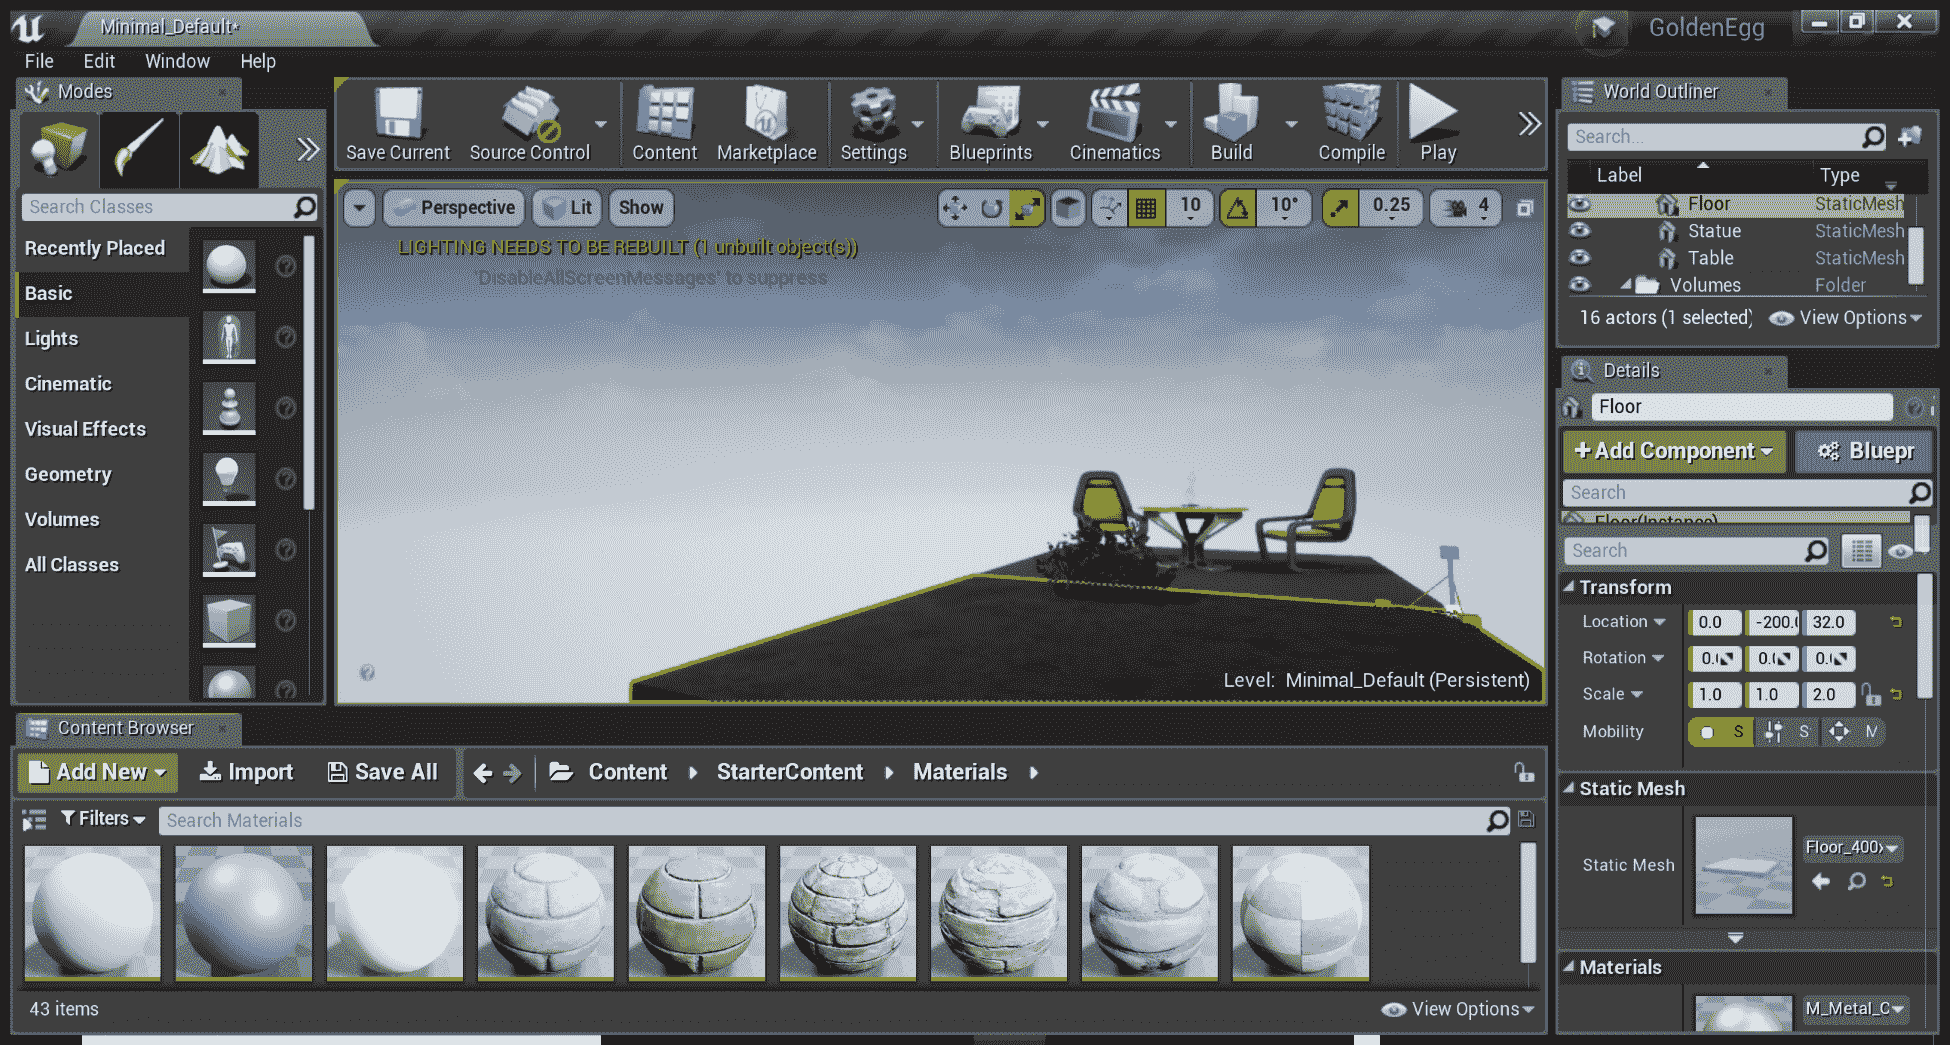 Minimal_Default*
GoldenEgg
File Edit Window Help
Modes
Search Classes
Recently Placed
Basic
Lights
Cinematic
Visual Effects
Geometry
Volumes
All Classes
Save Current Source Control Content Marketplace Settings Blueprints Cinematics Build Compile Play
Perspective Lit Show 10 10° 0.25 4
LIGHTING NEEDS TO BE REBUILT (1 unbuilt object(s))
'DisableAllScreenMessages' to suppress
Level: Minimal_Default (Persistent)
World Outliner
Search...
Label Type
Floor StaticMesh
Statue StaticMesh
Table StaticMesh
Volumes Folder
16 actors (1 selected) View Options
Details
Floor
+Add Component Bluepr
Search
Floor(Instance)
Search
Transform
Location 0.0 -200.0 32.0
Rotation 0.0 0.0 0.0
Scale 1.0 1.0 2.0
Mobility S S M
Static Mesh
Static Mesh Floor_400x
Materials
M_Metal_C
Content Browser
Add New Import Save All Content StarterContent Materials
Filters Search Materials
43 items View Options